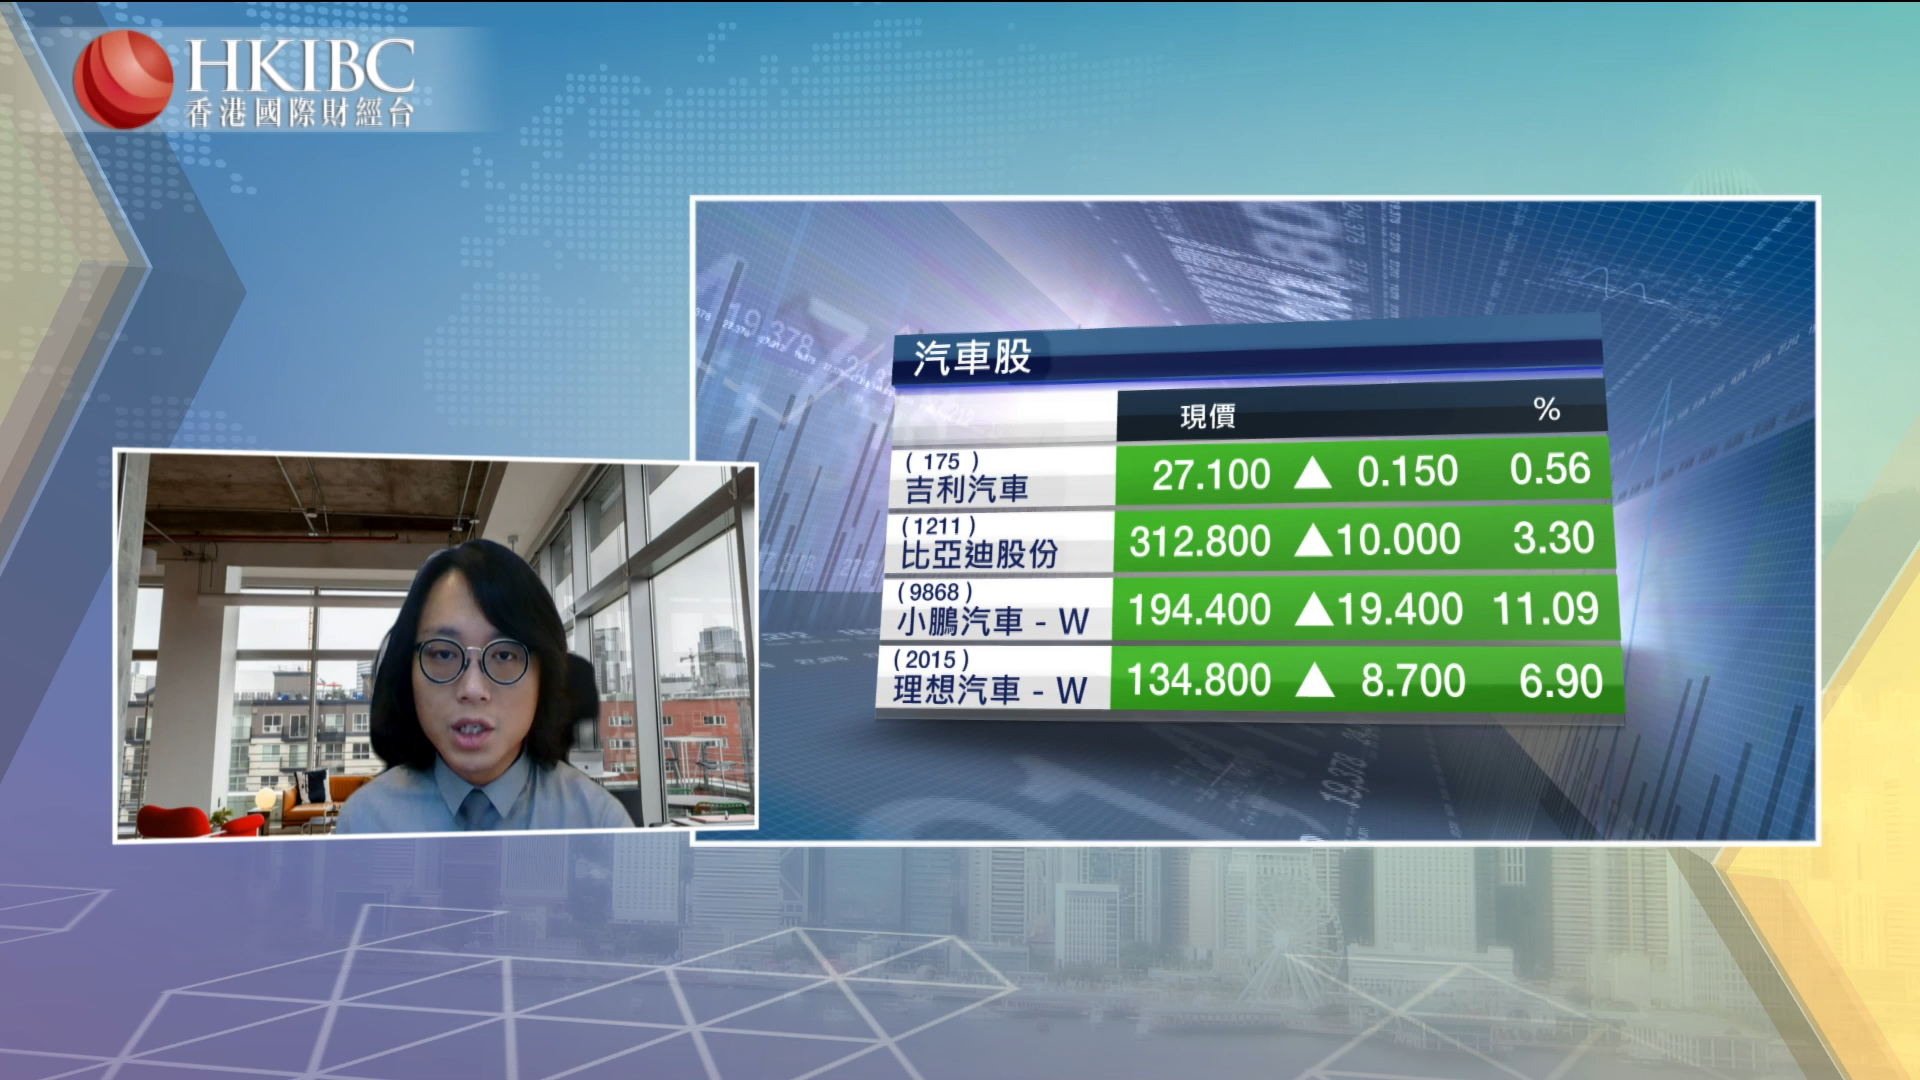 HKIBC
香港國際財經台
汽車股
現價 %
( 175 )
吉利汽車 27.100 ▲ 0.150 0.56
( 1211 )
比亞迪股份 312.800 ▲ 10.000 3.30
( 9868 )
小鵬汽車 - W 194.400 ▲ 19.400 11.09
( 2015 )
理想汽車 - W 134.800 ▲ 8.700 6.90